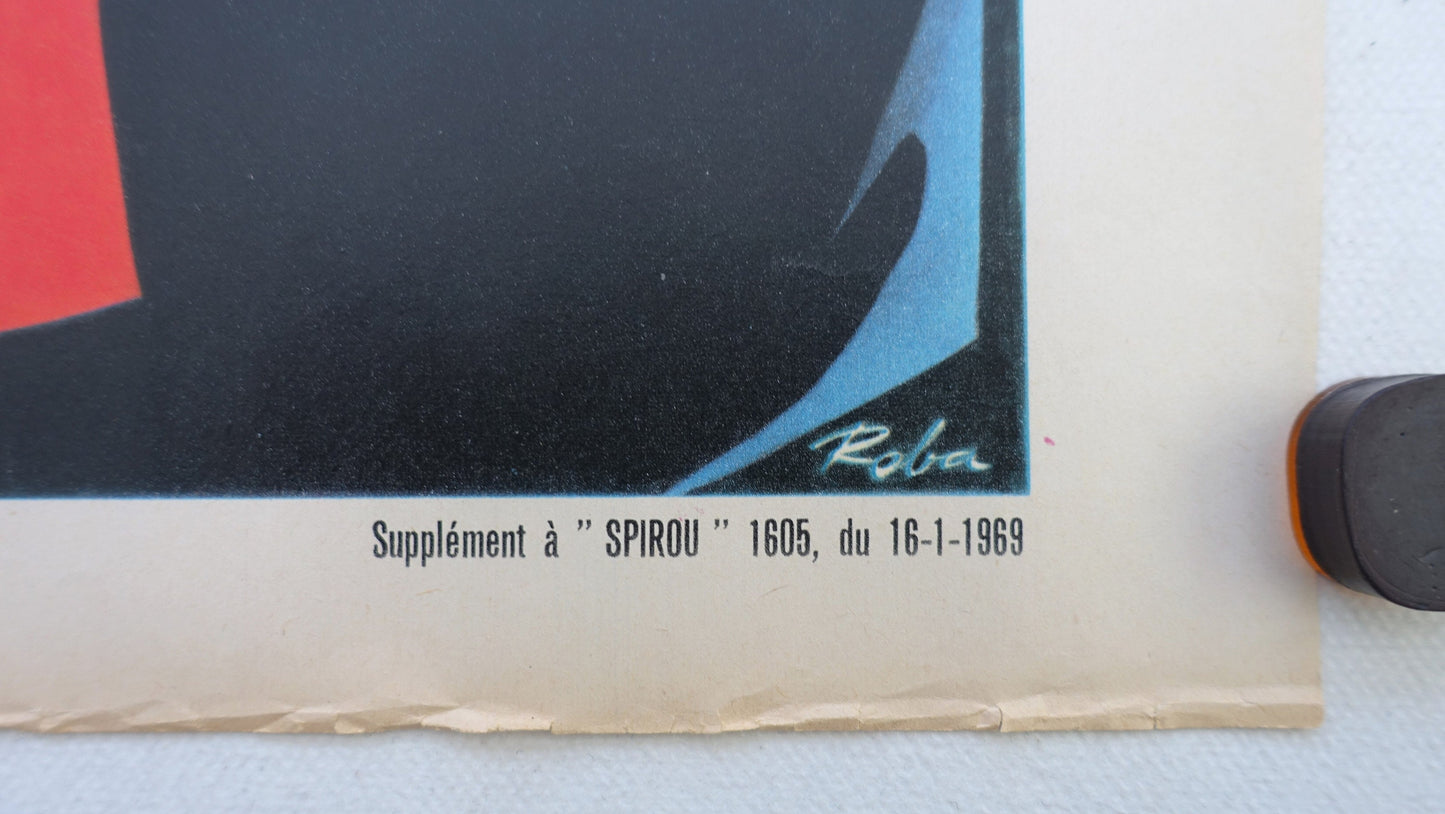 Roba
Supplément à " SPIROU " 1605, du 16-1-1969